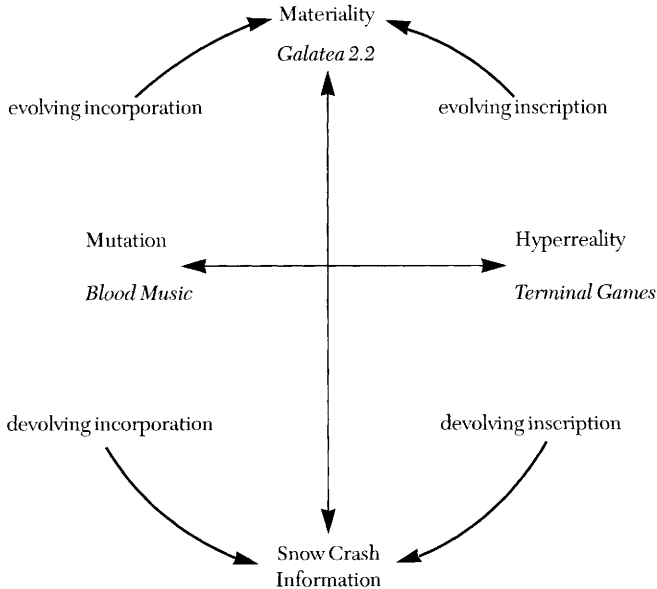 Materiality
Galatea 2.2
evolving incorporation
evolving inscription
Mutation
Hyperreality
Blood Music
Terminal Games
devolving incorporation
devolving inscription
Snow Crash
Information